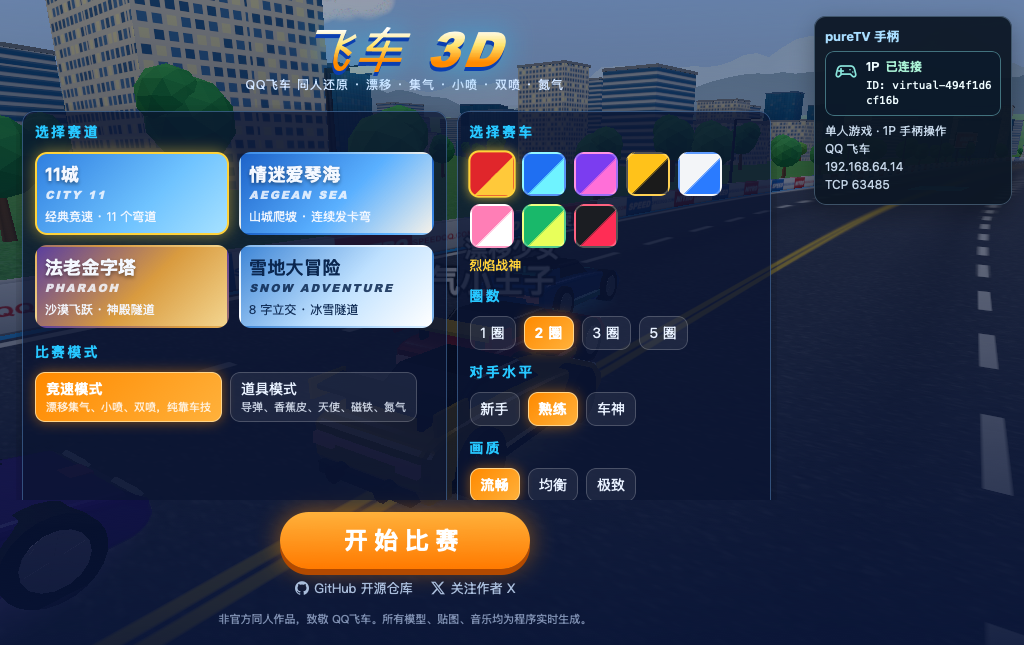 飞车 3D
QQ飞车 同人还原 · 漂移 · 集气 · 小喷 · 双喷 · 氮气
选择赛道
11城
CITY 11
经典竞速 · 11 个弯道
情迷爱琴海
AEGEAN SEA
山城爬坡 · 连续发卡弯
法老金字塔
PHARAOH
沙漠飞跃 · 神殿隧道
雪地大冒险
SNOW ADVENTURE
8 字立交 · 冰雪隧道
比赛模式
竞速模式
漂移集气、小喷、双喷，纯靠车技
道具模式
导弹、香蕉皮、天使、磁铁、氮气
选择赛车
烈焰战神
圈数
1 圈
2 圈
3 圈
5 圈
对手水平
新手
熟练
车神
画质
流畅
均衡
极致
开始比赛
GitHub 开源仓库
关注作者 X
非官方同人作品，致敬 QQ飞车。所有模型、贴图、音乐均为程序实时生成。
pureTV 手柄
1P 已连接
ID: virtual-494f1d6
cf16b
单人游戏 · 1P 手柄操作
QQ 飞车
192.168.64.14
TCP 63485